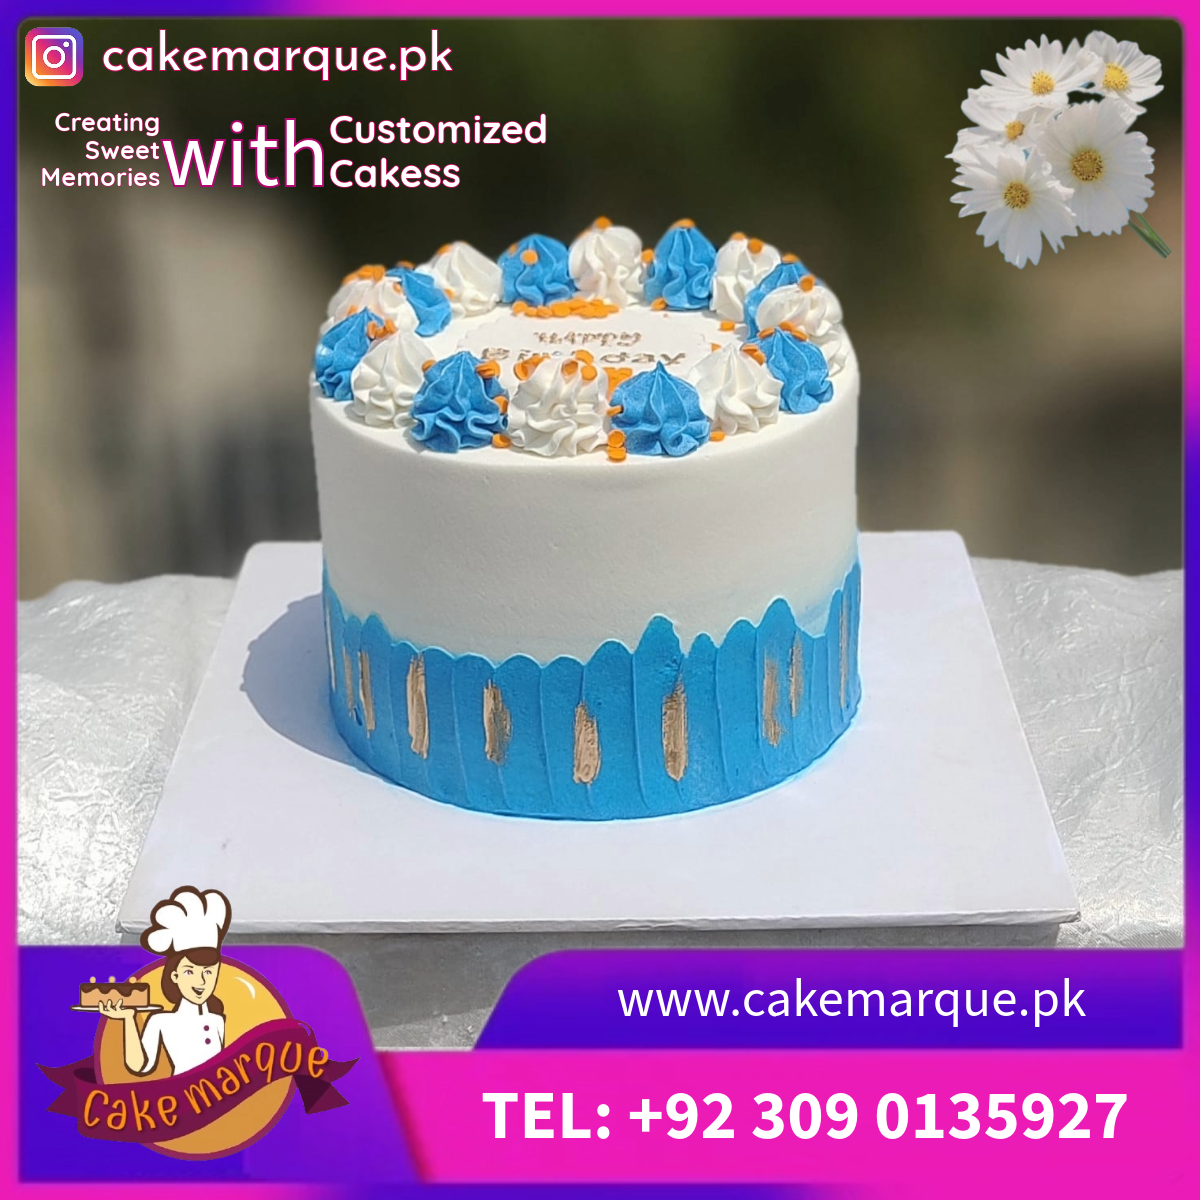 cakemarque.pk
Creating
Sweet
Memories
with
Customized
Cakess
Happy
Birthday
Cake marque
www.cakemarque.pk
TEL: +92 309 0135927